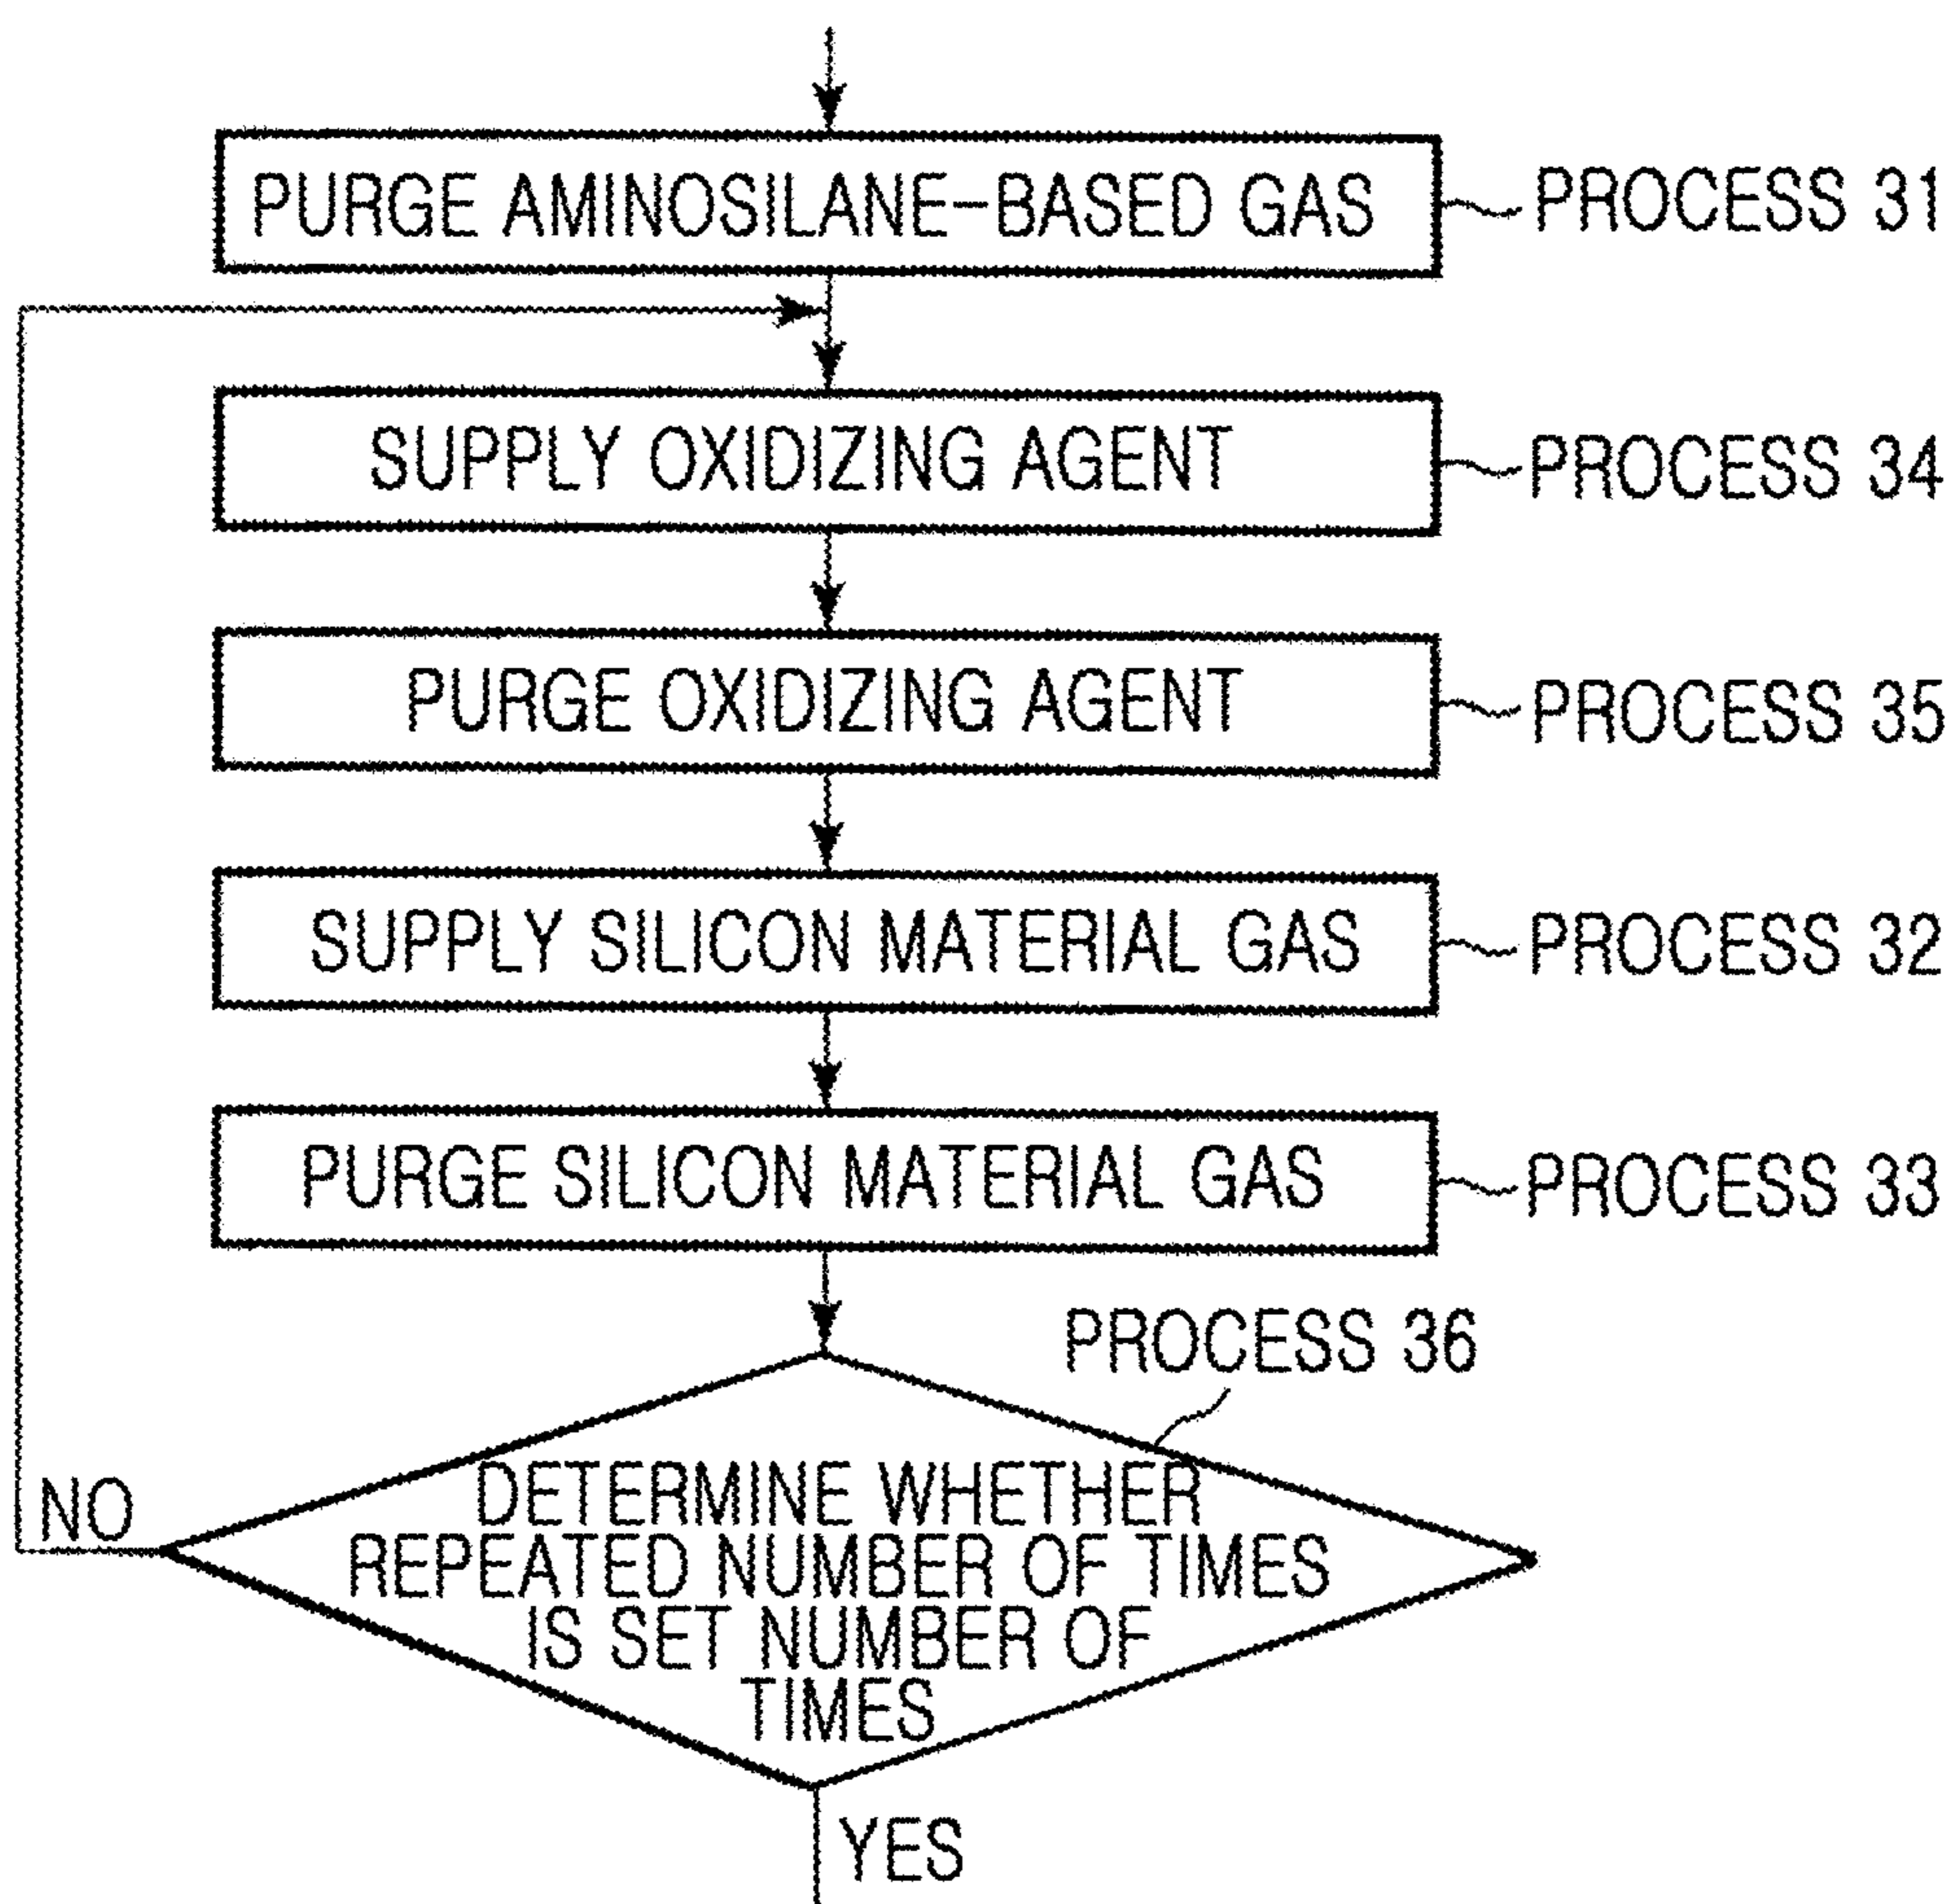 PURGE AMINOSILANE-BASED GAS
PROCESS 31
SUPPLY OXIDIZING AGENT
PROCESS 34
PURGE OXIDIZING AGENT
PROCESS 35
SUPPLY SILICON MATERIAL GAS
PROCESS 32
PURGE SILICON MATERIAL GAS
PROCESS 33
PROCESS 36
DETERMINE WHETHER
REPEATED NUMBER OF TIMES
IS SET NUMBER OF
TIMES
NO
YES